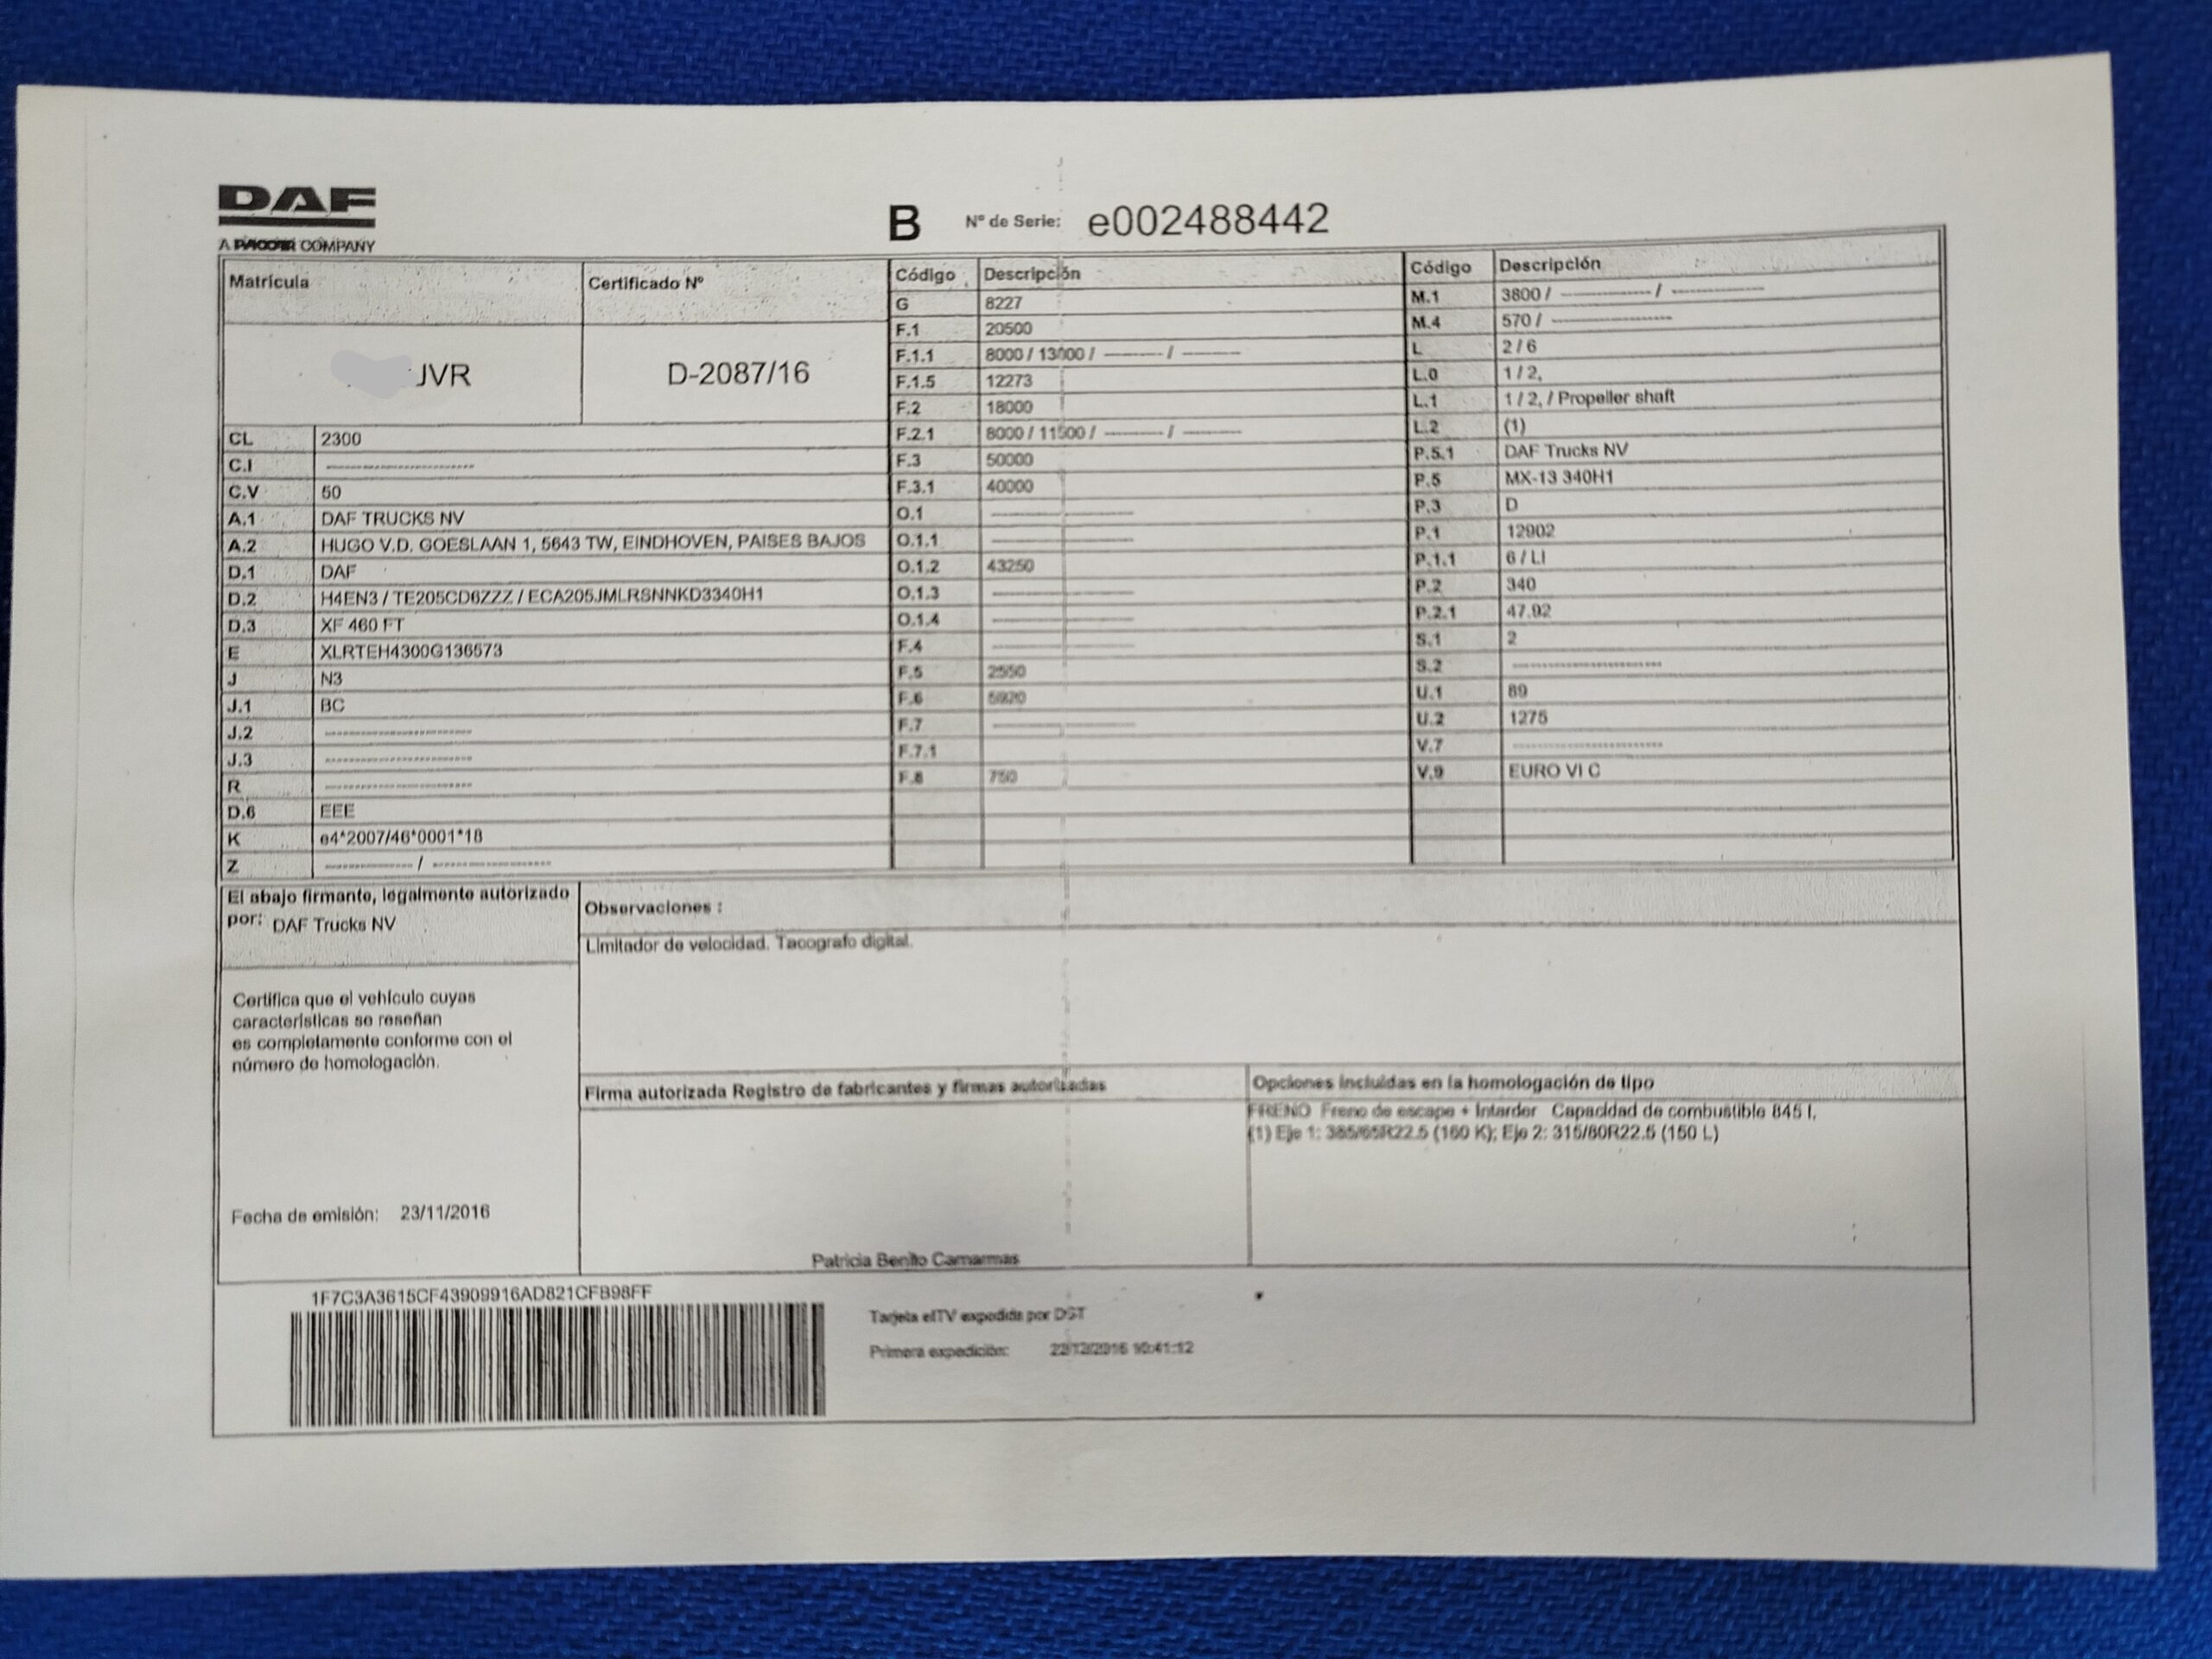 DAF
A PACCAR COMPANY
B Nº de Serie: e002488442
Matrícula Certificado Nº
JVR D-2087/16
CL 2300
C.I ------------------------
C.V 50
A.1 DAF TRUCKS NV
A.2 HUGO V.D. GOESLAAN 1, 5643 TW, EINDHOVEN, PAISES BAJOS
D.1 DAF
D.2 H4EN3 / TE205CD6ZZZ / ECA205JMLRSNNKD3340H1
D.3 XF 460 FT
E XLRTEH4300G136573
J N3
J.1 BC
J.2 ------------------------
J.3 ------------------------
R ------------------------
D.6 EEE
K e4*2007/46*0001*18
Z -------------- / --------------------
Código Descripción
G 8227
F.1 20500
F.1.1 8000 / 13000 / ---------- / ----------
F.1.5 12273
F.2 18000
F.2.1 8000 / 11500 / ---------- / ----------
F.3 50000
F.3.1 40000
O.1 ------------------------
O.1.1 ------------------------
O.1.2 43250
O.1.3 ------------------------
O.1.4 ------------------------
F.4 ------------------------
F.5 2550
F.6
F.7 ------------------------
F.7.1
F.8 750
Código Descripción
M.1 3800 / --------------- / ---------------
M.4 570 / --------------------
L 2 / 6
L.0 1 / 2,
L.1 1 / 2, / Propeller shaft
L.2 (1)
P.5.1 DAF Trucks NV
P.5 MX-13 340H1
P.3 D
P.1 12902
P.1.1 6 / LI
P.2 340
P.2.1 47.92
S.1 2
S.2 ------------------------
U.1 89
U.2 1275
V.7 ------------------------
V.9 EURO VI C
El abajo firmante, legalmente autorizado
por: DAF Trucks NV
Certifica que el vehículo cuyas
características se reseñan
es completamente conforme con el
número de homologación.
Fecha de emisión: 23/11/2016
Observaciones :
Limitador de velocidad. Tacografo digital.
Firma autorizada Registro de fabricantes y firmas autorizadas
Patricia Benito Camarmas
Opciones incluidas en la homologación de tipo
FRENO Freno de escape + Intarder Capacidad de combustible 845 l,
(1) Eje 1: 385/65R22.5 (160 K); Eje 2: 315/80R22.5 (150 L)
1F7C3A3615CF43909916AD821CFB98FF
Tarjeta eITV expedida por DGT
Primera expedición: